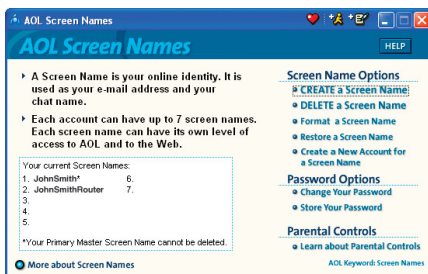 AOL Screen Names
AOL Screen Names
HELP
A Screen Name is your online identity. It is
used as your e-mail address and your
chat name.
Each account can have up to 7 screen names.
Each screen name can have its own level of
access to AOL and to the Web.
Your current Screen Names:
1. JohnSmith* 6.
2. JohnSmithRouter 7.
3.
4.
5.
*Your Primary Master Screen Name cannot be deleted.
More about Screen Names
Screen Name Options
CREATE a Screen Name
DELETE a Screen Name
Format a Screen Name
Restore a Screen Name
Create a New Account for
a Screen Name
Password Options
Change Your Password
Store Your Password
Parental Controls
Learn about Parental Controls
AOL Keyword: Screen Names